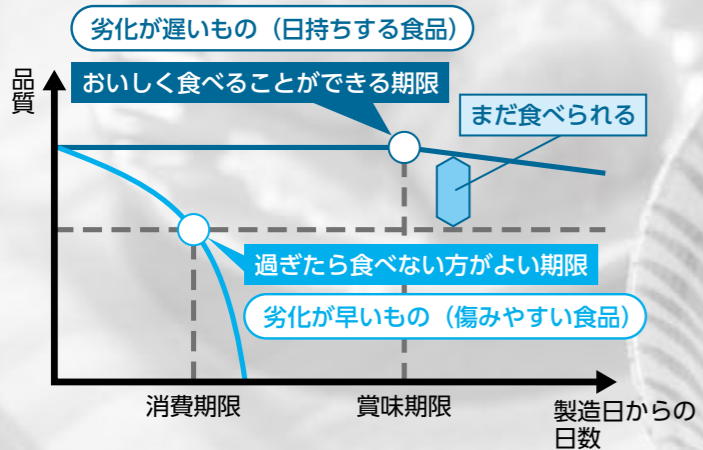 劣化が遅いもの（日持ちする食品）
品質
おいしく食べることができる期限
まだ食べられる
過ぎたら食べない方がよい期限
劣化が早いもの（傷みやすい食品）
消費期限
賞味期限
製造日からの
日数